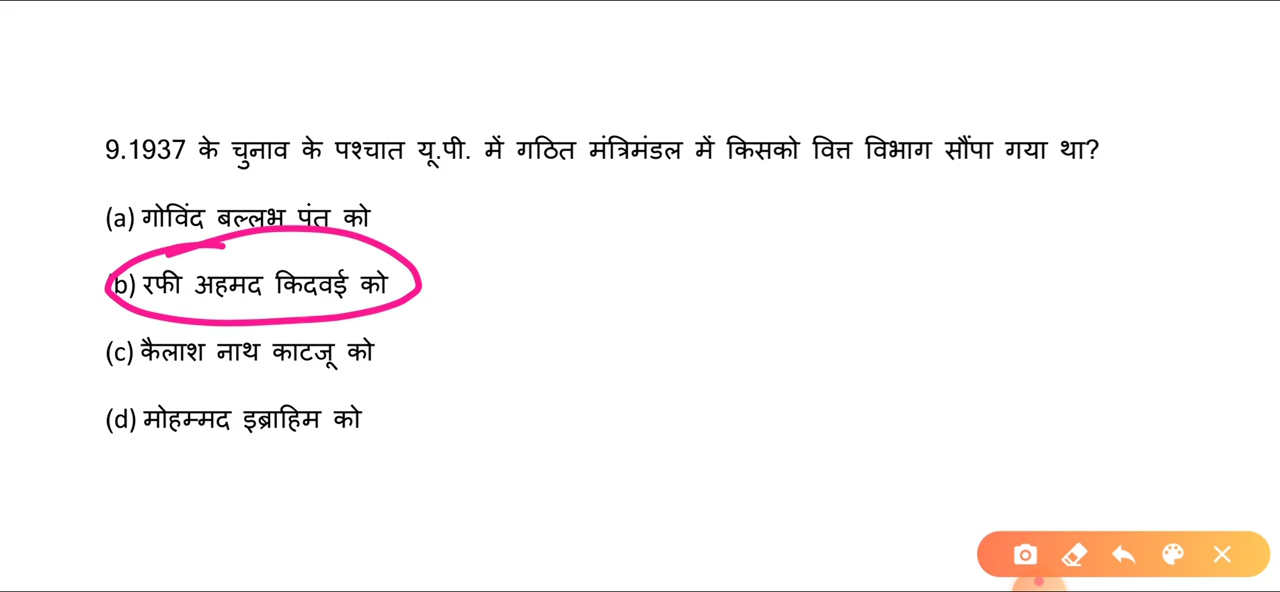 9.1937 के चुनाव के पश्चात यू.पी. में गठित मंत्रिमंडल में किसको वित्त विभाग सौंपा गया था?
(a) गोविंद बल्लभ पंत को
(b) रफी अहमद किदवई को
(c) कैलाश नाथ काटजू को
(d) मोहम्मद इब्राहिम को